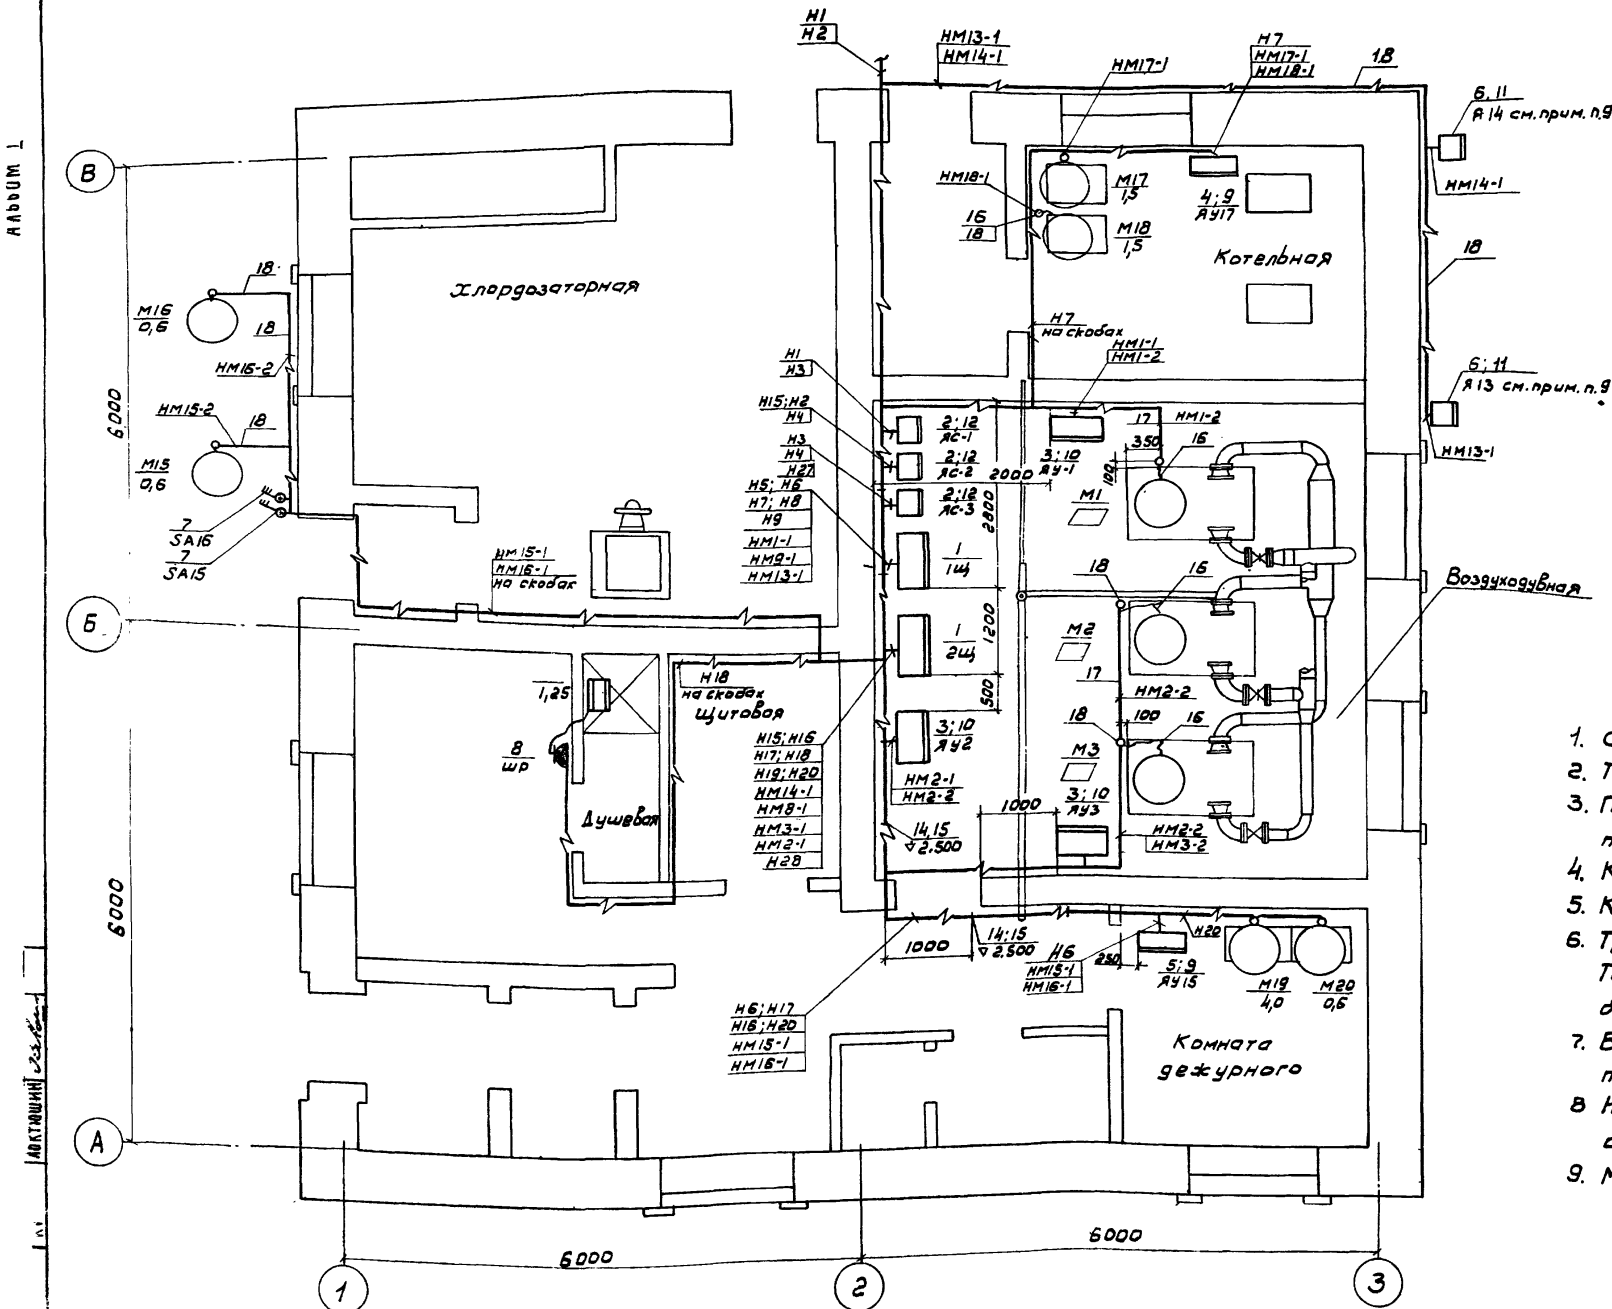 Альбом I
Н1
Н2
НМ13-1
НМ14-1
НМ17-1
Н7
НМ17-1
НМ18-1
18
6,11
Я14 см.прим.п.9
НМ14-1
В
НМ18-1
16
18
М17
1,5
М18
1,5
4;9
ЯУ17
Котельная
18
Хлордозаторная
18
М16
0,6
18
НМ16-2
Н7
на скобах
НМ1-1
НМ1-2
6;11
Я13 см.прим.п.9
НМ13-1
6000
НМ15-2
18
М15
0,6
7
SA16
7
SA15
Н1
Н3
Н15;Н2
Н4
Н3
Н4
Н27
Н5;Н6
Н7;Н8
Н9
НМ1-1
НМ9-1
НМ13-1
2;12
ЯС-1
2;12
ЯС-2
2;12
ЯС-3
2000
2800
3;10
ЯУ-1
17
НМ1-2
350
100
16
М1
1
1щ
НМ15-1
НМ16-1
на скобах
18
16
Воздуходувная
Б
1
2щ
1200
М2
17
НМ2-2
500
Н18
на скобах
Щитовая
1,25
8
шр
Душевая
3;10
ЯУ2
18
100
16
М3
3;10
ЯУ3
Н15;Н16
Н17;Н18
Н19;Н20
НМ14-1
НМ8-1
НМ3-1
НМ2-1
Н28
НМ2-1
НМ2-2
1000
14,15
2.500
НМ2-2
НМ3-2
6000
1000
14;15
2.500
Н6
НМ15-1
НМ16-1
250
5;9
ЯУ15
Н20
М19
4,0
М20
0,6
Н6;Н17
Н18;Н20
НМ15-1
НМ16-1
Комната
дежурного
А
6000
6000
1
2
3
1. С
2. Т
3. П
4. К
5. К
6. Т
7. В
8 Н
9. М
Локтюшин